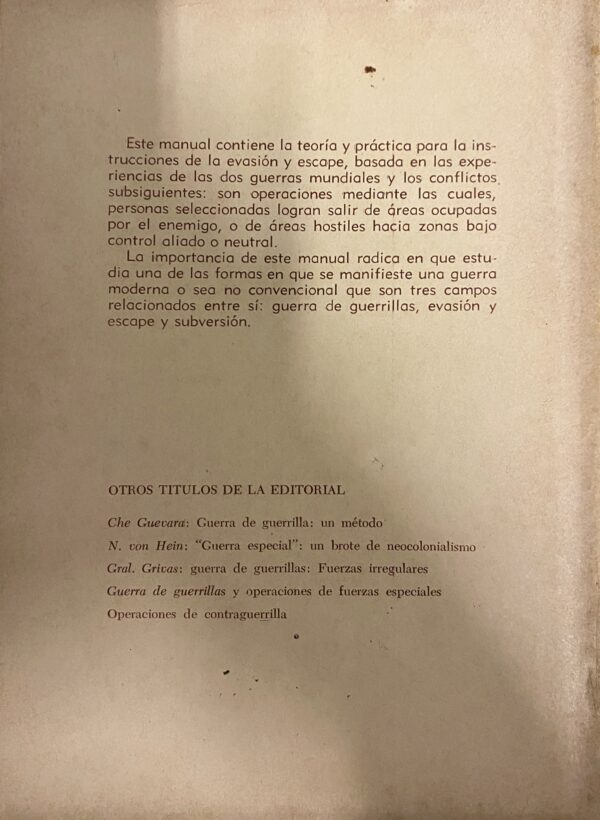 Este manual contiene la teoría y práctica para la ins-
trucciones de la evasión y escape, basada en las expe-
riencias de las dos guerras mundiales y los conflictos
subsiguientes: son operaciones mediante las cuales,
personas seleccionadas logran salir de áreas ocupadas
por el enemigo, o de áreas hostiles hacia zonas bajo
control aliado o neutral.
La importancia de este manual radica en que estu-
dia una de las formas en que se manifieste una guerra
moderna o sea no convencional que son tres campos
relacionados entre sí: guerra de guerrillas, evasión y
escape y subversión.
OTROS TITULOS DE LA EDITORIAL
Che Guevara: Guerra de guerrilla: un método
N. von Hein: "Guerra especial": un brote de neocolonialismo
Gral. Grivas: guerra de guerrillas: Fuerzas irregulares
Guerra de guerrillas y operaciones de fuerzas especiales
Operaciones de contraguerrilla